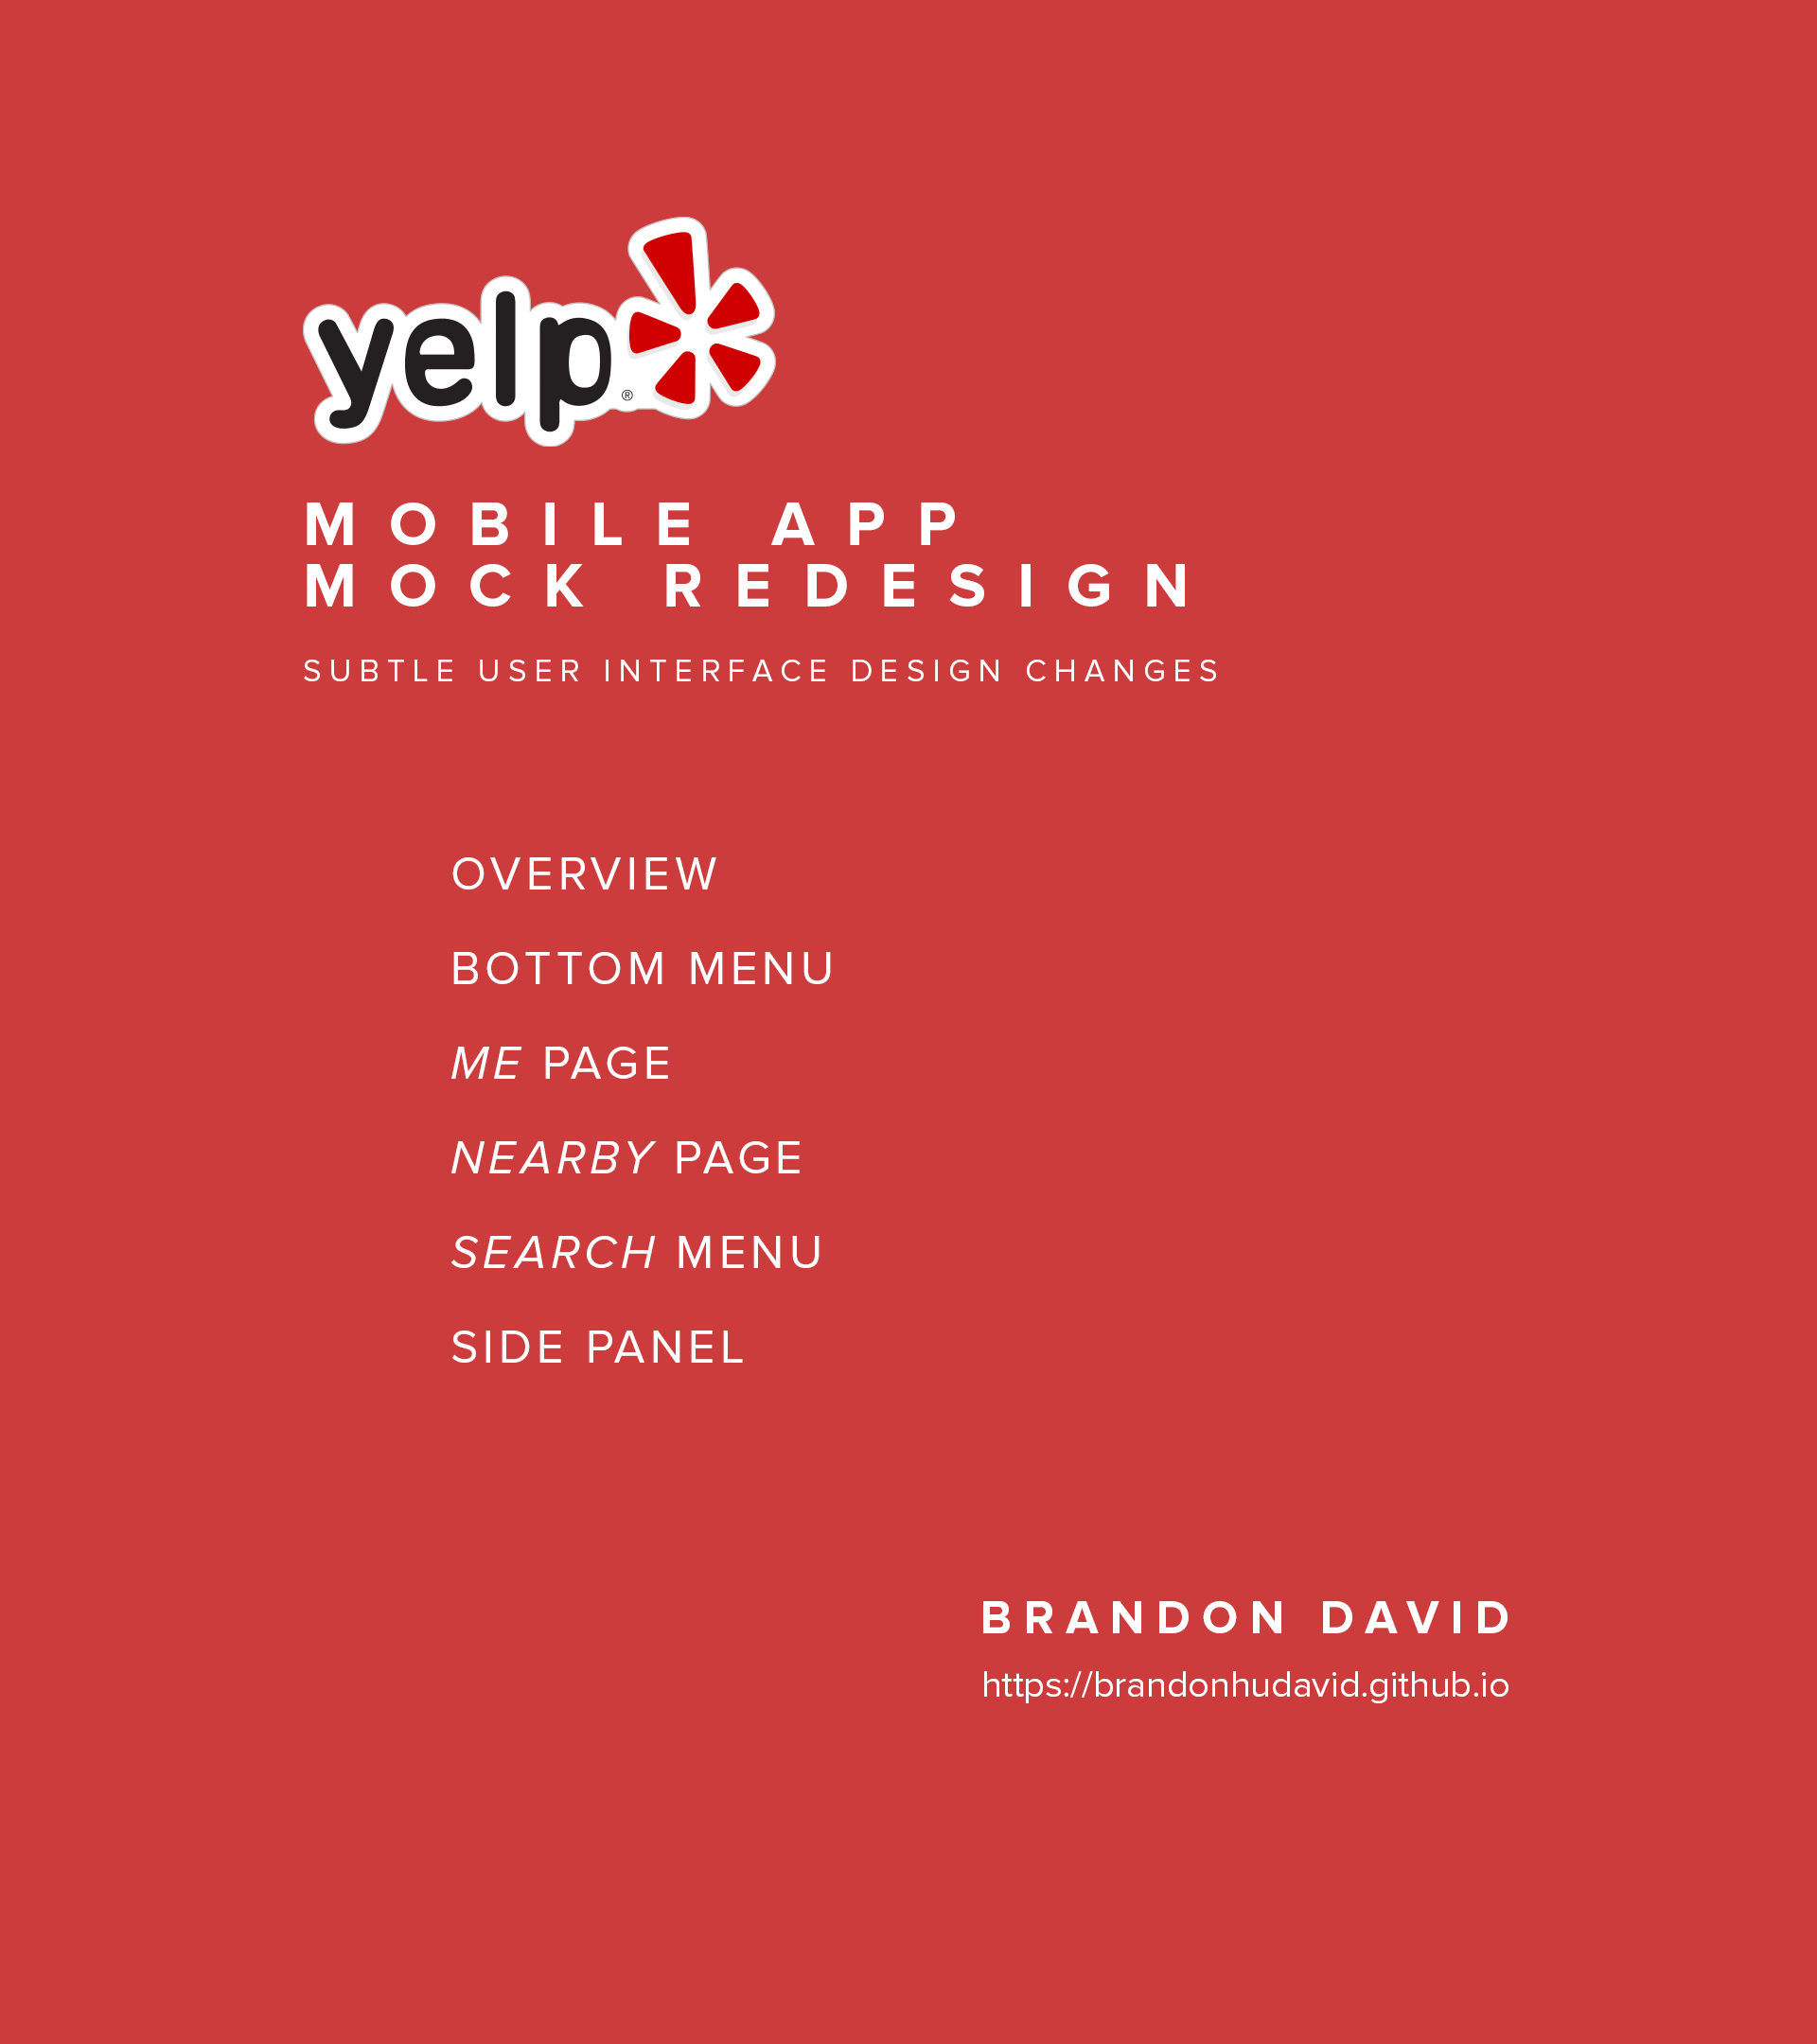 yelp®
MOBILE APP
MOCK REDESIGN
SUBTLE USER INTERFACE DESIGN CHANGES
OVERVIEW
BOTTOM MENU
ME PAGE
NEARBY PAGE
SEARCH MENU
SIDE PANEL
BRANDON DAVID
https://brandonhudavid.github.io